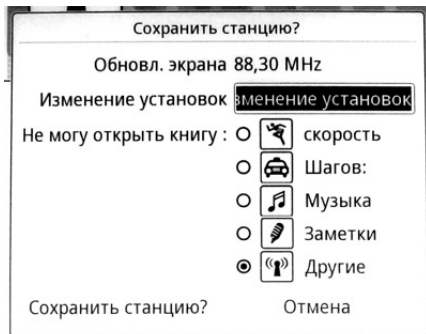 Сохранить станцию?
Обновл. экрана 88,30 MHz
Изменение установок зменение установок
Не могу открыть книгу : скорость
Шагов:
Музыка
Заметки
Другие
Сохранить станцию? Отмена